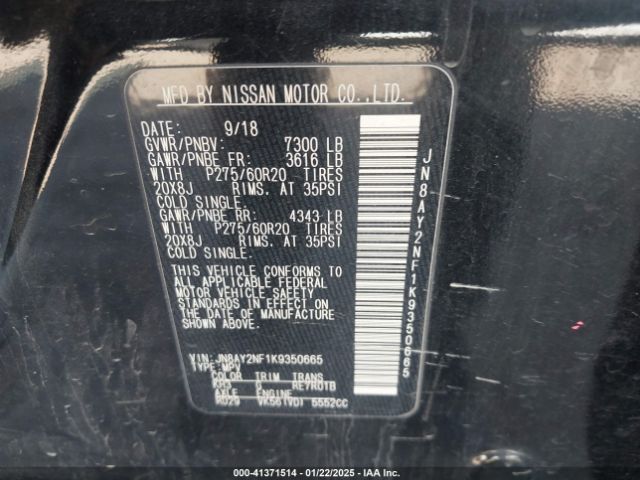 MFD BY NISSAN MOTOR CO.,LTD.
DATE: 9/18
GVWR/PNBV: 7300 LB
GAWR/PNBE FR: 3616 LB
WITH P275/60R20 TIRES
20X8J RIMS. AT 35PSI
COLD SINGLE.
GAWR/PNBE RR: 4343 LB
WITH P275/60R20 TIRES
20X8J RIMS. AT 35PSI
COLD SINGLE.
THIS VEHICLE CONFORMS TO
ALL APPLICABLE FEDERAL
MOTOR VEHICLE SAFETY
STANDARDS IN EFFECT ON
THE DATE OF MANUFACTURE
SHOWN ABOVE.
VIN: JN8AY2NF1K9350665
TYPE: MPV
COLOR TRIM TRANS
KH3 G RE7R01B
AXLE ENGINE
RD29 VK56(VD) 5552CC
JN8AY2NF1K9350665
000-41371514 - 01/22/2025 - IAA Inc.